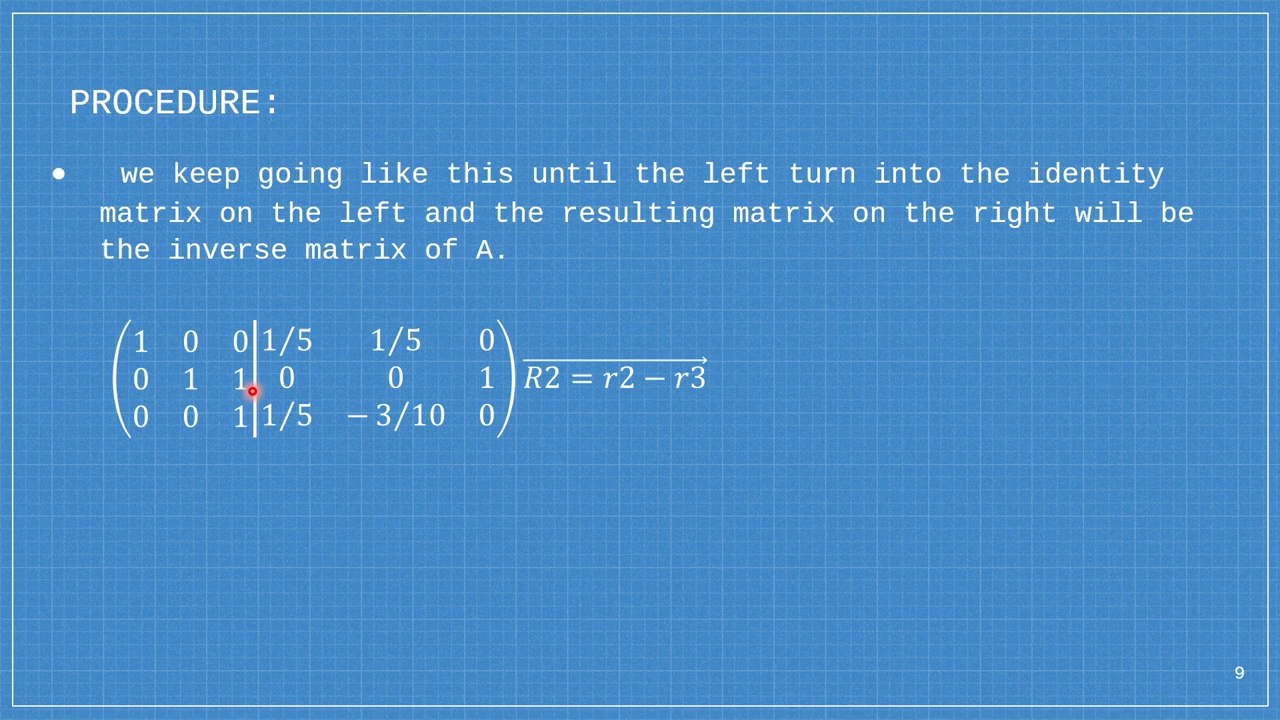 PROCEDURE:
● we keep going like this until the left turn into the identity
matrix on the left and the resulting matrix on the right will be
the inverse matrix of A.
1 0 0 | 1/5 1/5 0
0 1 1 | 0 0 1 R2 = r2 − r3
0 0 1 | 1/5 − 3/10 0
9